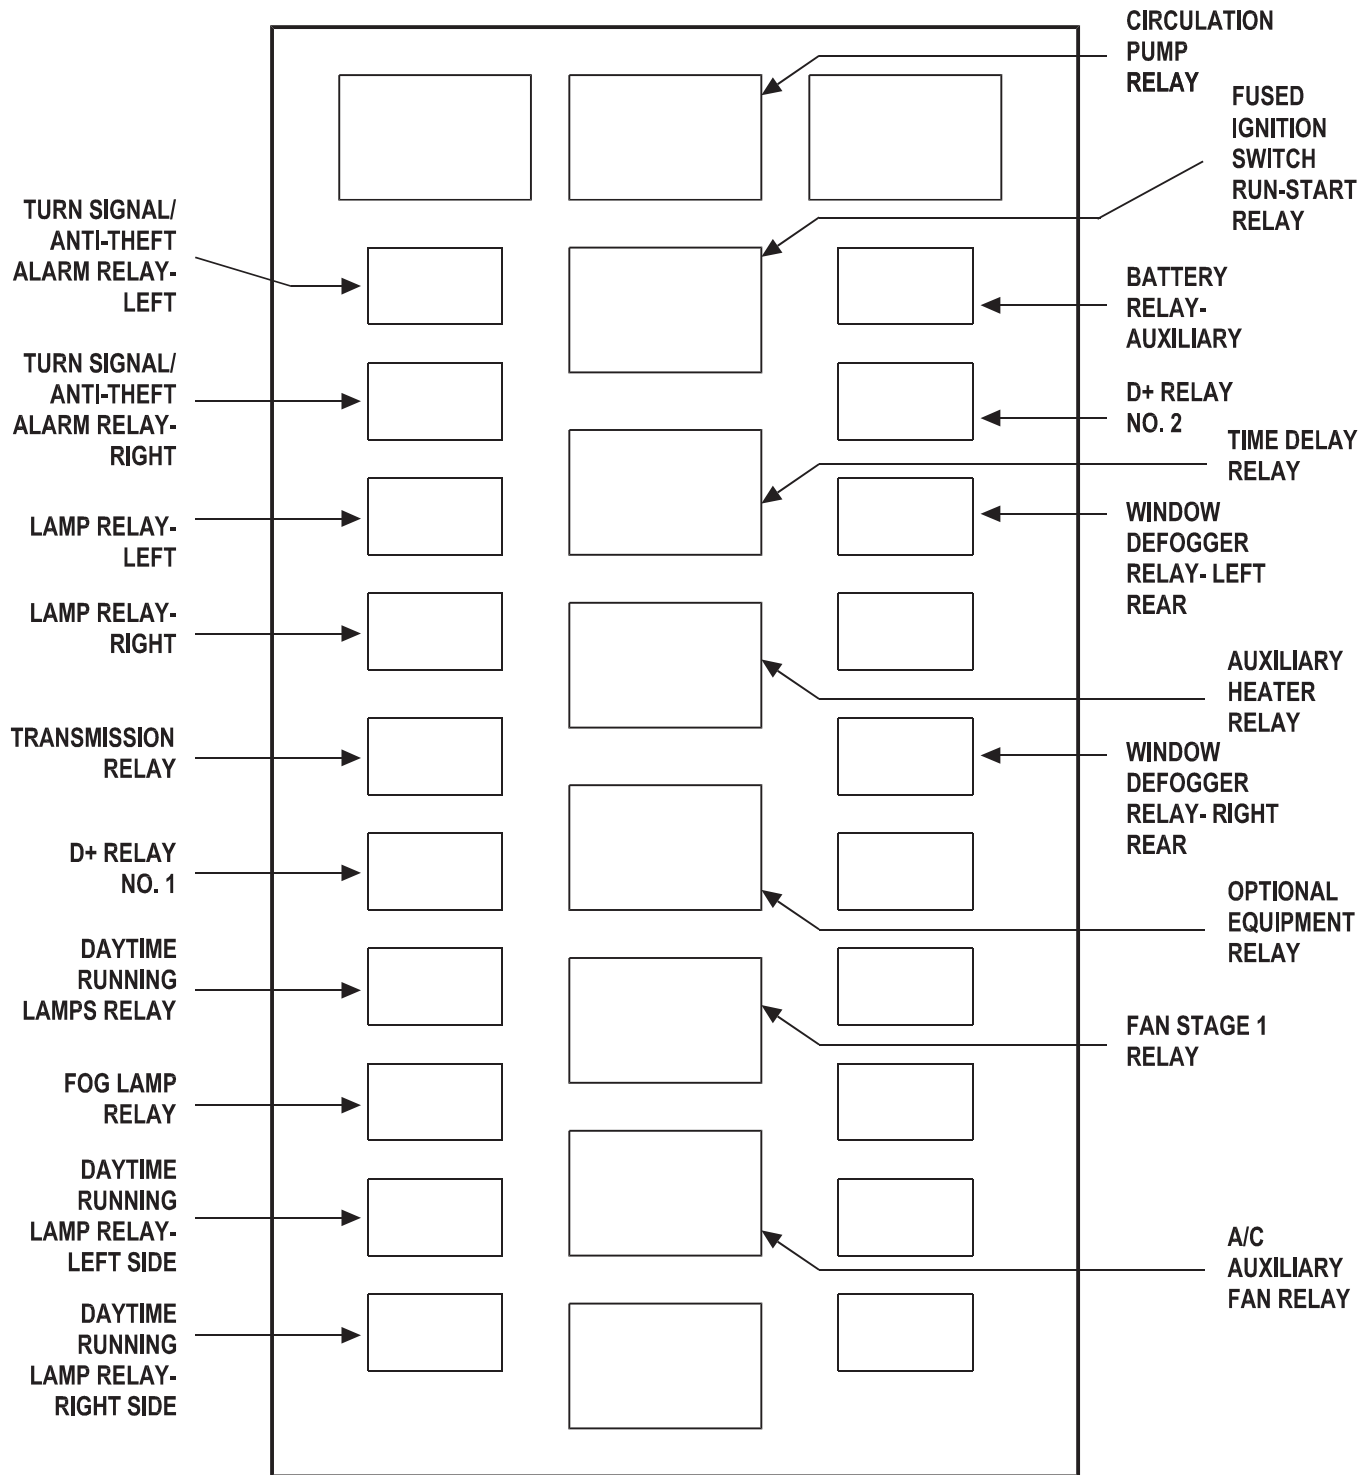 CIRCULATION
PUMP
RELAY
FUSED
IGNITION
SWITCH
RUN-START
RELAY
TURN SIGNAL/
ANTI-THEFT
ALARM RELAY-
LEFT
BATTERY
RELAY-
AUXILIARY
TURN SIGNAL/
ANTI-THEFT
ALARM RELAY-
RIGHT
D+ RELAY
NO. 2
TIME DELAY
RELAY
LAMP RELAY-
LEFT
WINDOW
DEFOGGER
RELAY- LEFT
REAR
LAMP RELAY-
RIGHT
AUXILIARY
HEATER
RELAY
TRANSMISSION
RELAY
WINDOW
DEFOGGER
RELAY- RIGHT
REAR
D+ RELAY
NO. 1
OPTIONAL
EQUIPMENT
RELAY
DAYTIME
RUNNING
LAMPS RELAY
FAN STAGE 1
RELAY
FOG LAMP
RELAY
DAYTIME
RUNNING
LAMP RELAY-
LEFT SIDE
A/C
AUXILIARY
FAN RELAY
DAYTIME
RUNNING
LAMP RELAY-
RIGHT SIDE